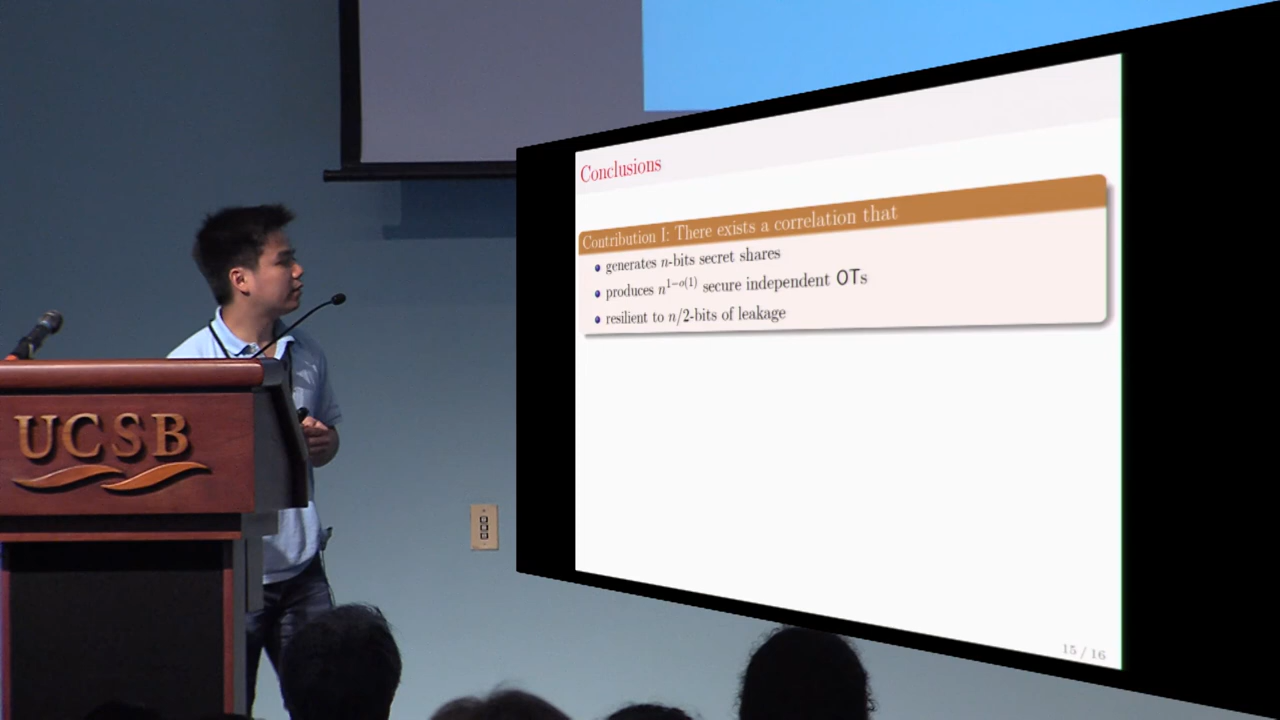 Conclusions
Contribution I: There exists a correlation that
generates n-bits secret shares
produces n^{1−o(1)} secure independent OTs
resilient to n/2-bits of leakage
15 / 16
UCSB